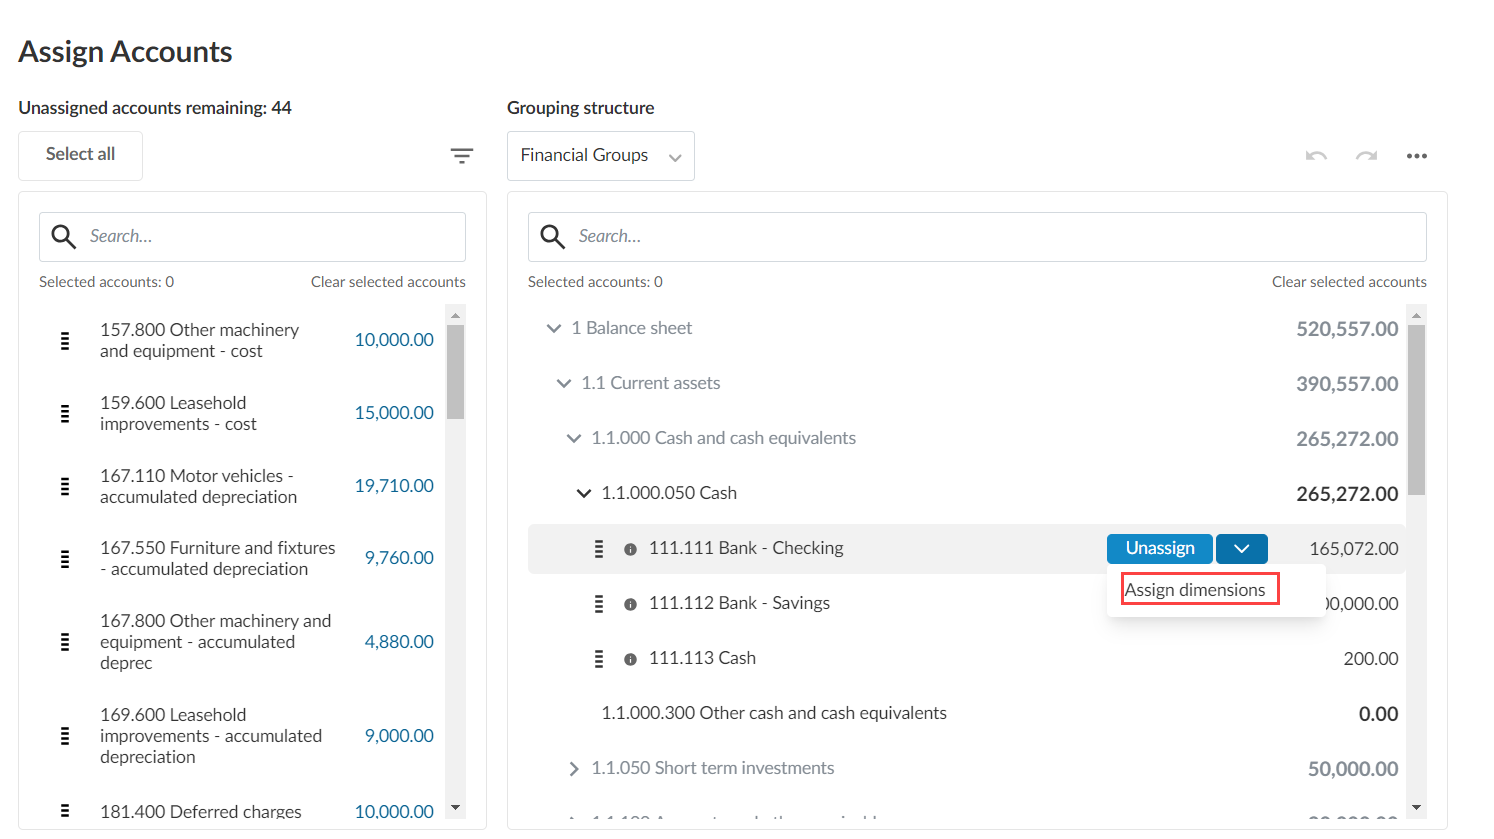 Assign Accounts
Unassigned accounts remaining: 44
Select all
Search...
Selected accounts: 0 Clear selected accounts
157.800 Other machinery
and equipment - cost
10,000.00
159.600 Leasehold
improvements - cost
15,000.00
167.110 Motor vehicles -
accumulated depreciation
19,710.00
167.550 Furniture and fixtures
- accumulated depreciation
9,760.00
167.800 Other machinery and
equipment - accumulated
deprec
4,880.00
169.600 Leasehold
improvements - accumulated
depreciation
9,000.00
181.400 Deferred charges 10,000.00
Grouping structure
Financial Groups
Search...
Selected accounts: 0 Clear selected accounts
1 Balance sheet 520,557.00
1.1 Current assets 390,557.00
1.1.000 Cash and cash equivalents 265,272.00
1.1.000.050 Cash 265,272.00
111.111 Bank - Checking Unassign 165,072.00
Assign dimensions
111.112 Bank - Savings 00,000.00
111.113 Cash 200.00
1.1.000.300 Other cash and cash equivalents 0.00
1.1.050 Short term investments 50,000.00